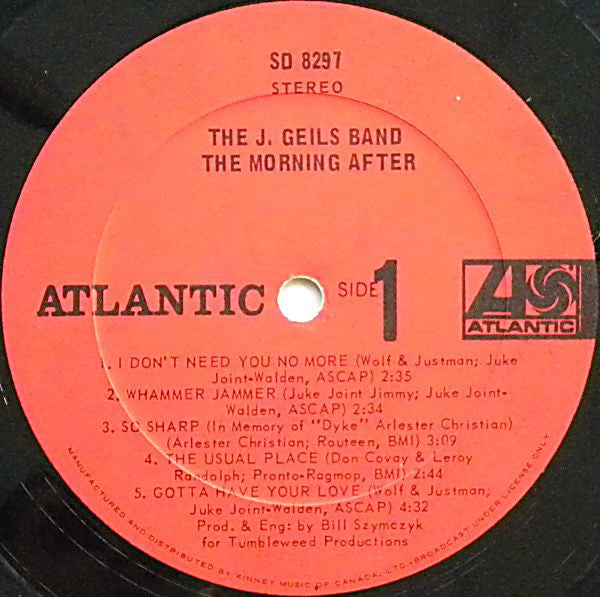 SD 8297
STEREO
THE J. GEILS BAND
THE MORNING AFTER
ATLANTIC
SIDE 1
ATLANTIC
1. I DON'T NEED YOU NO MORE (Wolf & Justman; Juke
Joint-Walden, ASCAP) 2:35
2. WHAMMER JAMMER (Juke Joint Jimmy; Juke Joint-
Walden, ASCAP) 2:34
3. SO SHARP (In Memory of "Dyke" Arlester Christian)
(Arlester Christian; Routeen, BMI) 3:09
4. THE USUAL PLACE (Don Covay & Leroy
Randolph; Pronto-Ragmop, BMI) 2:44
5. GOTTA HAVE YOUR LOVE (Wolf & Justman;
Juke Joint-Walden, ASCAP) 4:32
Prod. & Eng: by Bill Szymczyk
for Tumbleweed Productions
MANUFACTURED AND DISTRIBUTED BY KINNEY MUSIC OF CANADA, LTD.-BROADCAST UNDER LICENSE ONLY